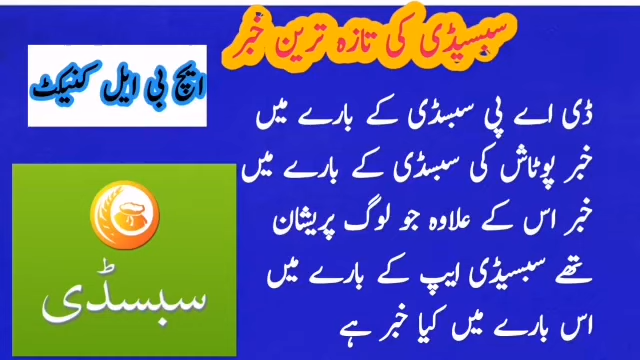 سبسپڈی کی تازہ ترین خبر
ایچ بی ایل کنیکٹ
ڈی اے پی سبسڈی کے بارے میں
خبر پوٹاش کی سبسڈی کے بارے میں
خبر اس کے علاوہ جو لوگ پریشان
تھے سبسیڈی ایپ کے بارے میں
اس بارے میں کیا خبر ہے
سبسڈی